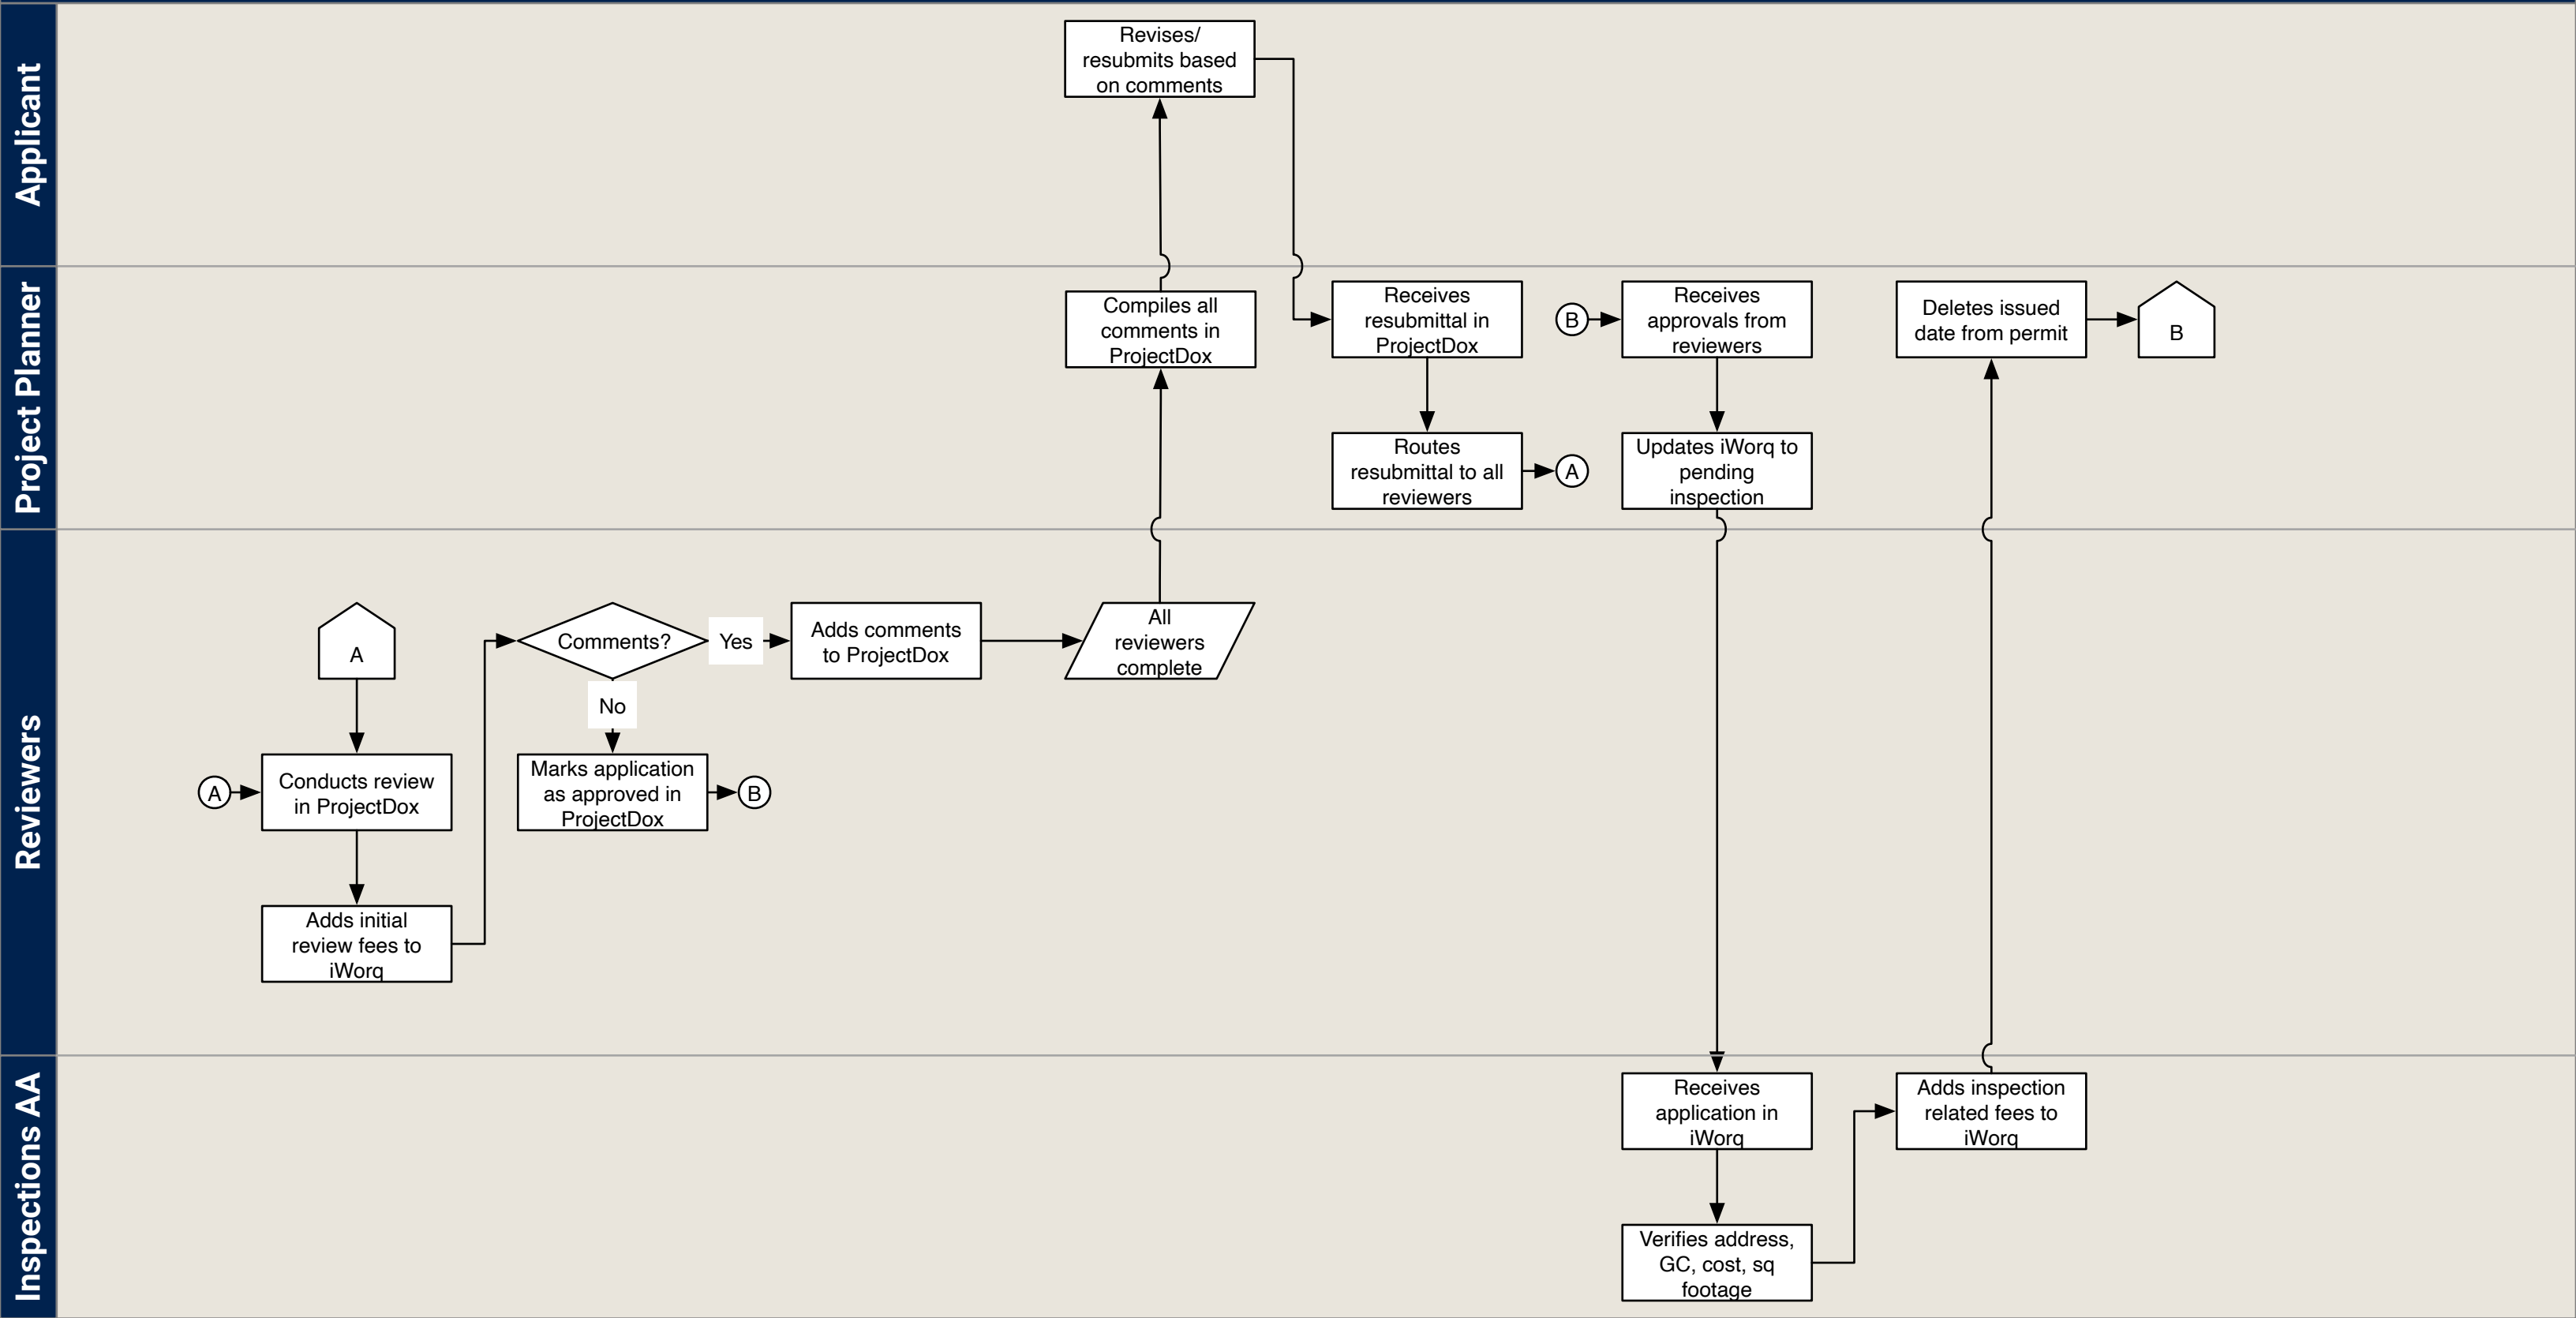 Applicant
Revises/
resubmits based
on comments
Project Planner
Compiles all
comments in
ProjectDox
Receives
resubmittal in
ProjectDox
B
Receives
approvals from
reviewers
Deletes issued
date from permit
B
Routes
resubmittal to all
reviewers
A
Updates iWorq to
pending
inspection
Reviewers
A
Comments?
Yes
Adds comments
to ProjectDox
All
reviewers
complete
No
A
Conducts review
in ProjectDox
Marks application
as approved in
ProjectDox
B
Adds initial
review fees to
iWorq
Inspections AA
Receives
application in
iWorq
Adds inspection
related fees to
iWorq
Verifies address,
GC, cost, sq
footage